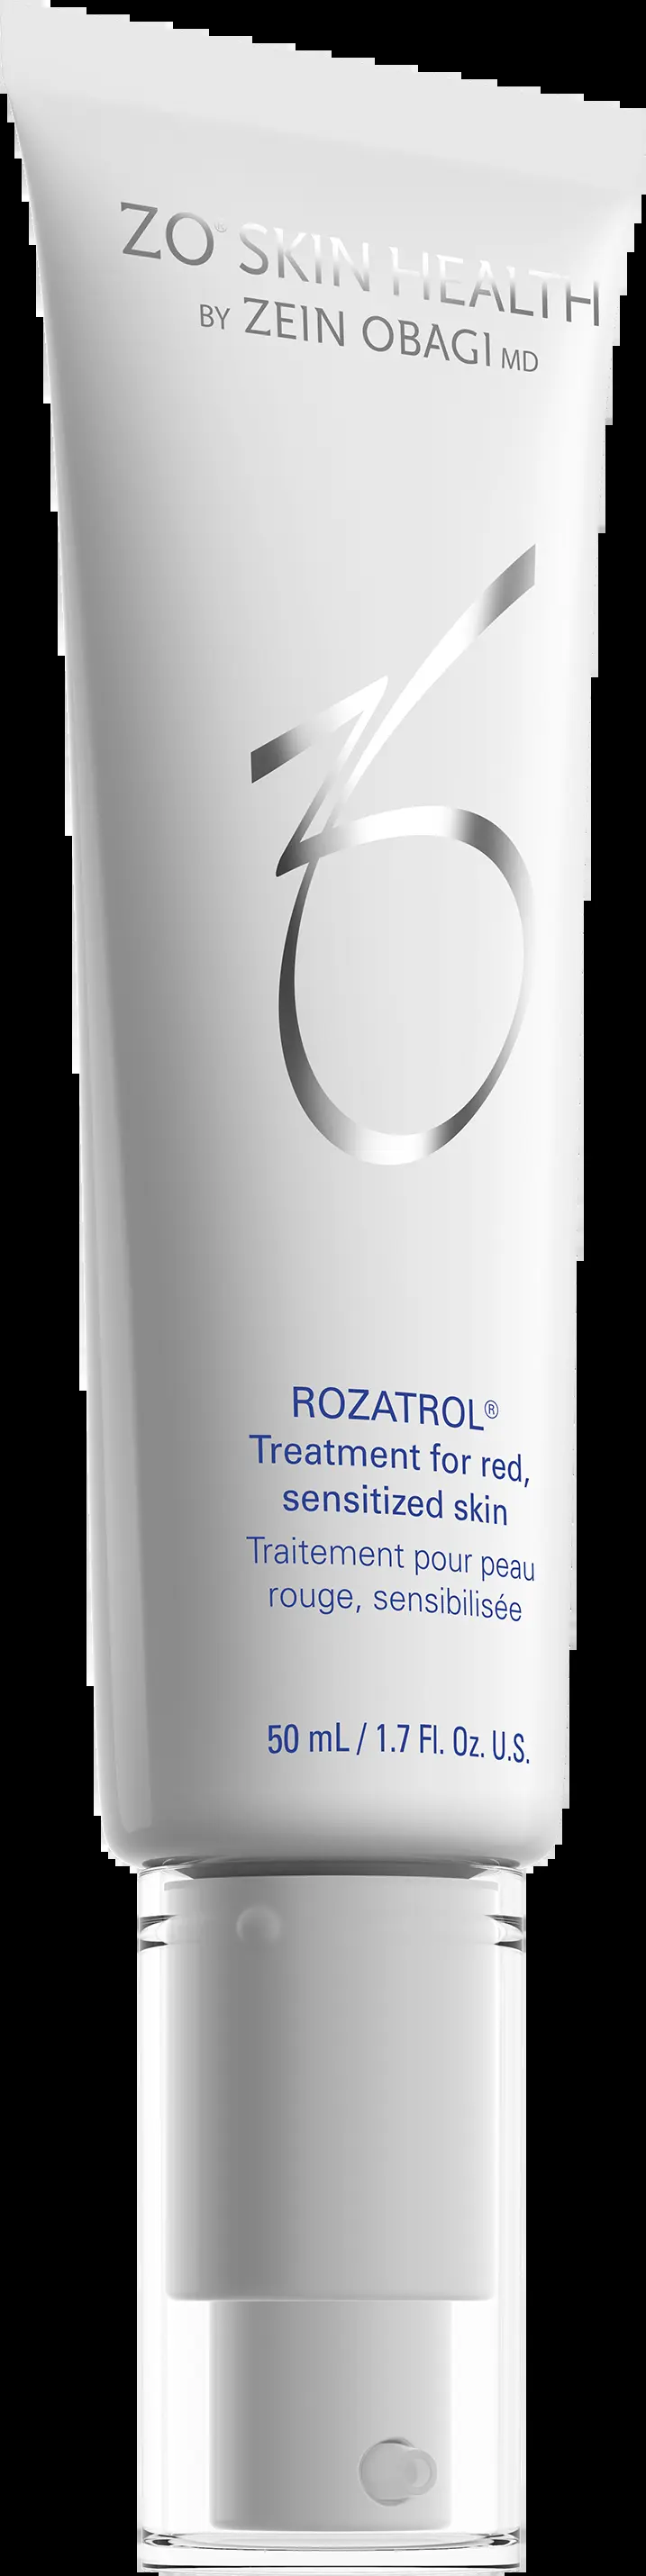 ZO® SKIN HEALTH
BY ZEIN OBAGI MD
ROZATROL®
Treatment for red,
sensitized skin
Traitement pour peau
rouge, sensibilisée
50 mL / 1.7 Fl. Oz. U.S.